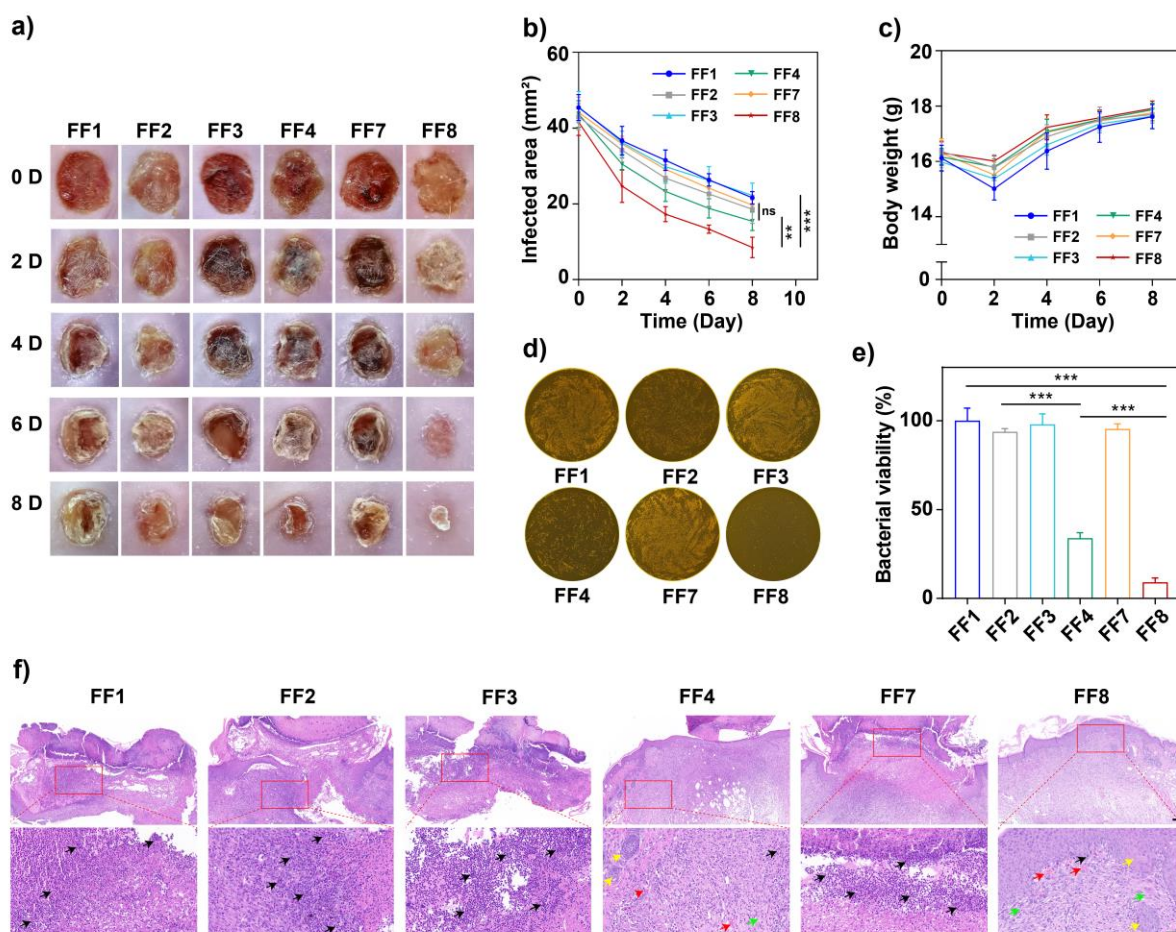 a)
FF1 FF2 FF3 FF4 FF7 FF8
0 D
2 D
4 D
6 D
8 D
b)
Infected area (mm²)
60
40
20
0
FF1 FF4
FF2 FF7
FF3 FF8
ns
**
***
0 2 4 6 8 10
Time (Day)
c)
Body weight (g)
20
18
16
14
0
FF1 FF4
FF2 FF7
FF3 FF8
0 2 4 6 8
Time (Day)
d)
FF1 FF2 FF3
FF4 FF7 FF8
e)
Bacterial viability (%)
***
*** ***
100
50
0
FF1 FF2 FF3 FF4 FF7 FF8
f)
FF1 FF2 FF3 FF4 FF7 FF8